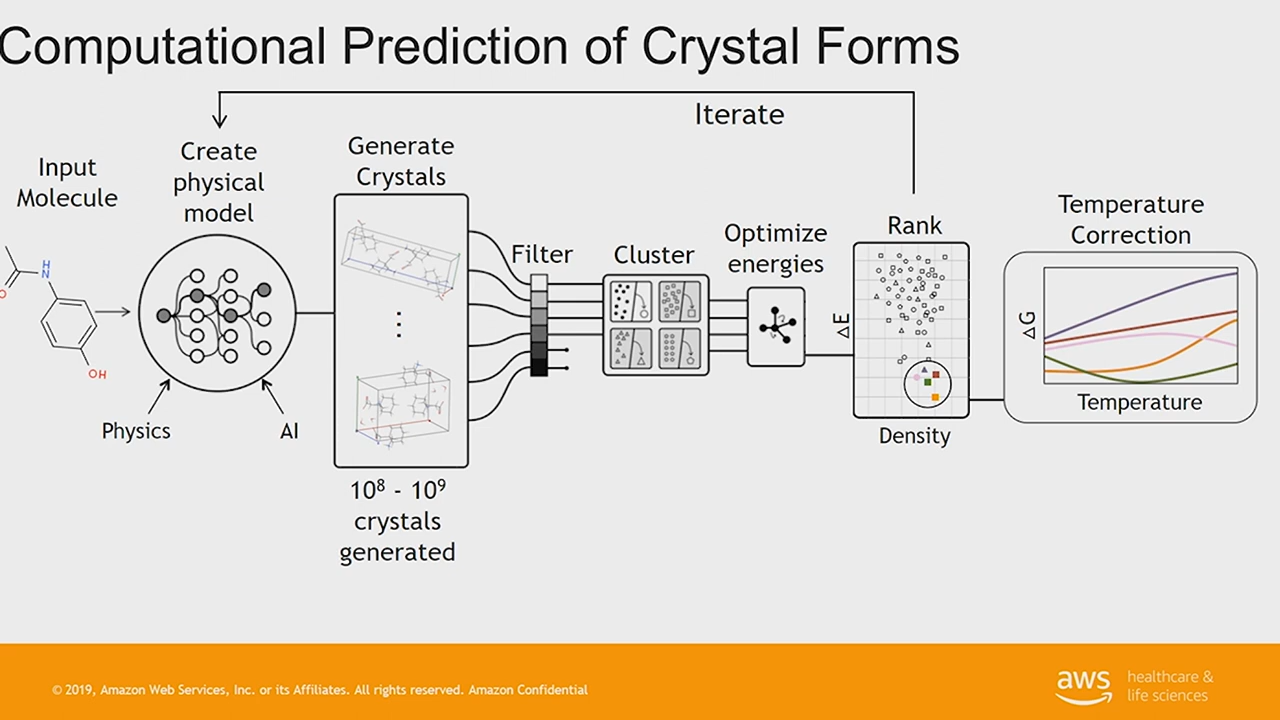 Computational Prediction of Crystal Forms
Iterate
Input
Molecule
H
N
O
OH
Create
physical
model
Physics
AI
Generate
Crystals
10⁸ - 10⁹
crystals
generated
Filter
Cluster
Optimize
energies
Rank
ΔE
Density
Temperature
Correction
ΔG
Temperature
© 2019, Amazon Web Services, Inc. or its Affiliates. All rights reserved. Amazon Confidential
aws
healthcare &
life sciences